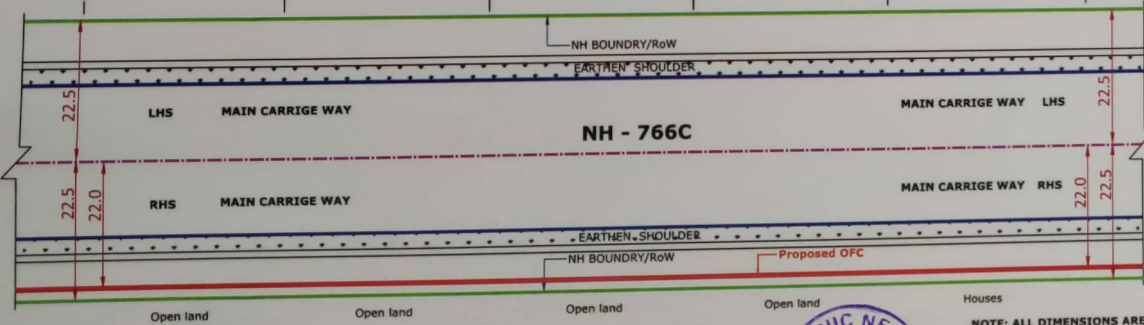 NH BOUNDRY/RoW
EARTHEN SHOULDER
22.5
LHS MAIN CARRIGE WAY
MAIN CARRIGE WAY LHS
22.5
NH - 766C
22.5
22.0
RHS MAIN CARRIGE WAY
MAIN CARRIGE WAY RHS
22.0
22.5
EARTHEN SHOULDER
NH BOUNDRY/RoW
Proposed OFC
Open land
Open land
Open land
Open land
Houses
NOTE: ALL DIMENSIONS ARE